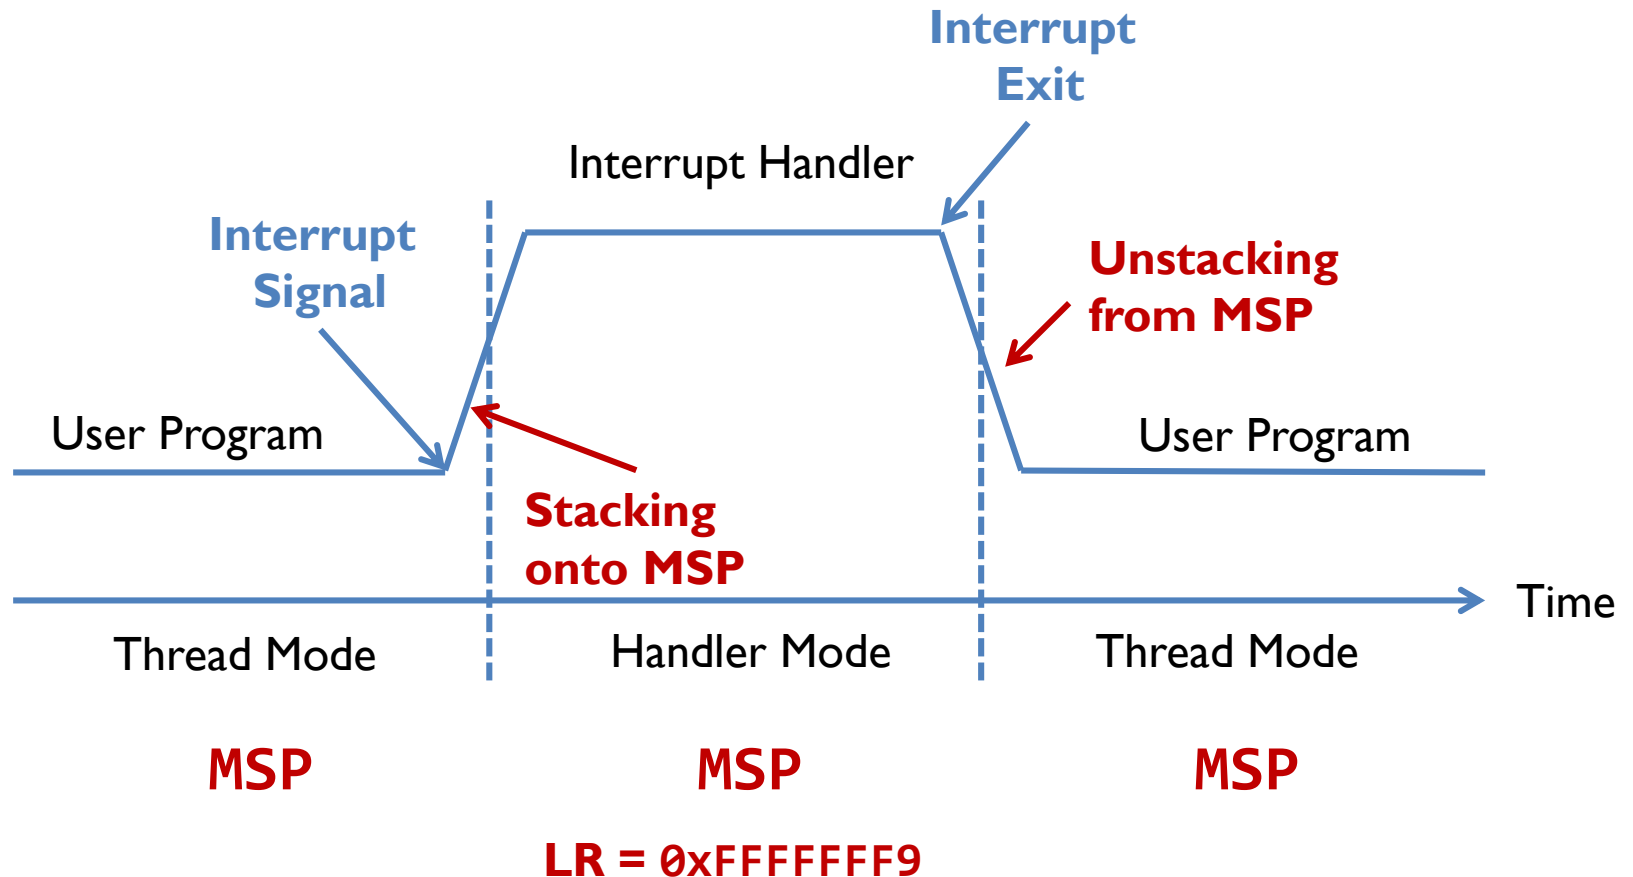 Interrupt
Exit
Interrupt Handler
Interrupt
Signal
Unstacking
from MSP
User Program
User Program
Stacking
onto MSP
Time
Thread Mode
Handler Mode
Thread Mode
MSP
MSP
MSP
LR = 0xFFFFFFF9